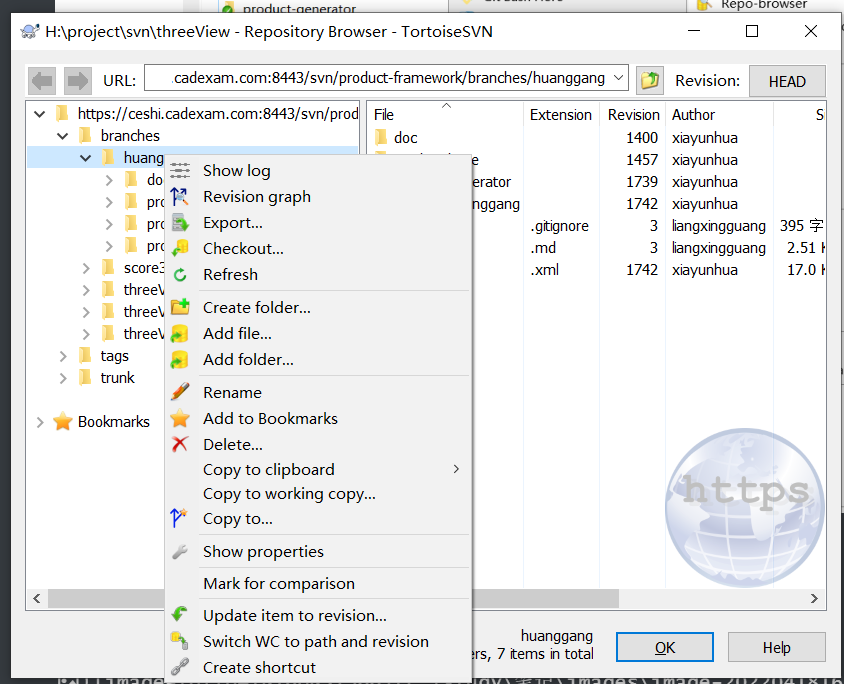 product-generator
Git Bash Here
Repo-browser
H:\project\svn\threeView - Repository Browser - TortoiseSVN
URL:
.cadexam.com:8443/svn/product-framework/branches/huanggang
Revision:
HEAD
https://ceshi.cadexam.com:8443/svn/prod
branches
huang
do
pro
pro
pro
score3
threeV
threeV
threeV
tags
trunk
Bookmarks
File Extension Revision Author S
doc 1400 xiayunhua
e 1457 xiayunhua
erator 1739 xiayunhua
nggang 1742 xiayunhua
.gitignore 3 liangxingguang 395 字
.md 3 liangxingguang 2.51 K
.xml 1742 xiayunhua 17.0 K
Show log
Revision graph
Export...
Checkout...
Refresh
Create folder...
Add file...
Add folder...
Rename
Add to Bookmarks
Delete...
Copy to clipboard
Copy to working copy...
Copy to...
Show properties
Mark for comparison
Update item to revision...
Switch WC to path and revision
Create shortcut
https
huanggang
ers, 7 items in total
OK
Help